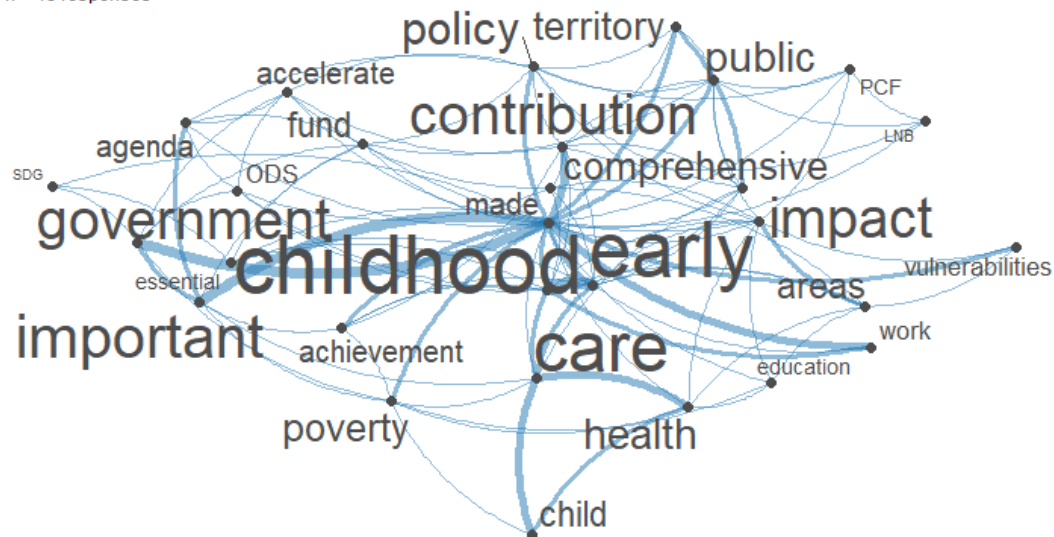 policy
territory
public
accelerate
PCF
contribution
fund
LNB
agenda
comprehensive
ODS
SDG
made
government
impact
childhood
early
vulnerabilities
essential
areas
important
work
achievement
care
education
poverty
health
child